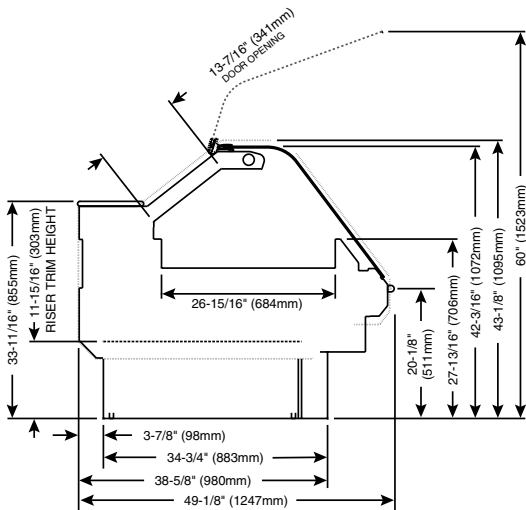 13-7/16" (341mm)
DOOR OPENING
33-11/16" (855mm)
11-15/16" (303mm)
RISER TRIM HEIGHT
26-15/16" (684mm)
20-1/8"
(511mm)
27-13/16" (706mm)
42-3/16" (1072mm)
43-1/8" (1095mm)
60" (1523mm)
3-7/8" (98mm)
34-3/4" (883mm)
38-5/8" (980mm)
49-1/8" (1247mm)